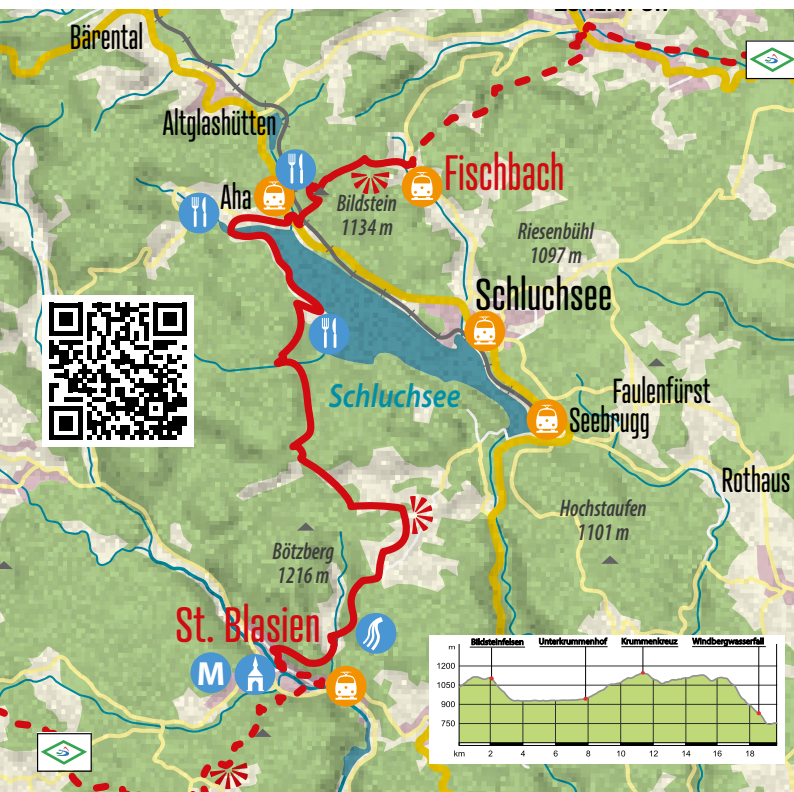 Bärental
Altglashütten
Aha
Fischbach
Bildstein
1134 m
Riesenbühl
1097 m
Schluchsee
Schluchsee
Faulenfürst
Seebrugg
Rothaus
Hochstaufen
1101 m
Bötzberg
1216 m
St. Blasien
M
Bildsteinfelsen Unterkrummenhof Krummenkreuz Windbergwasserfall
m
1200
1050
900
750
km 2 4 6 8 10 12 14 16 18